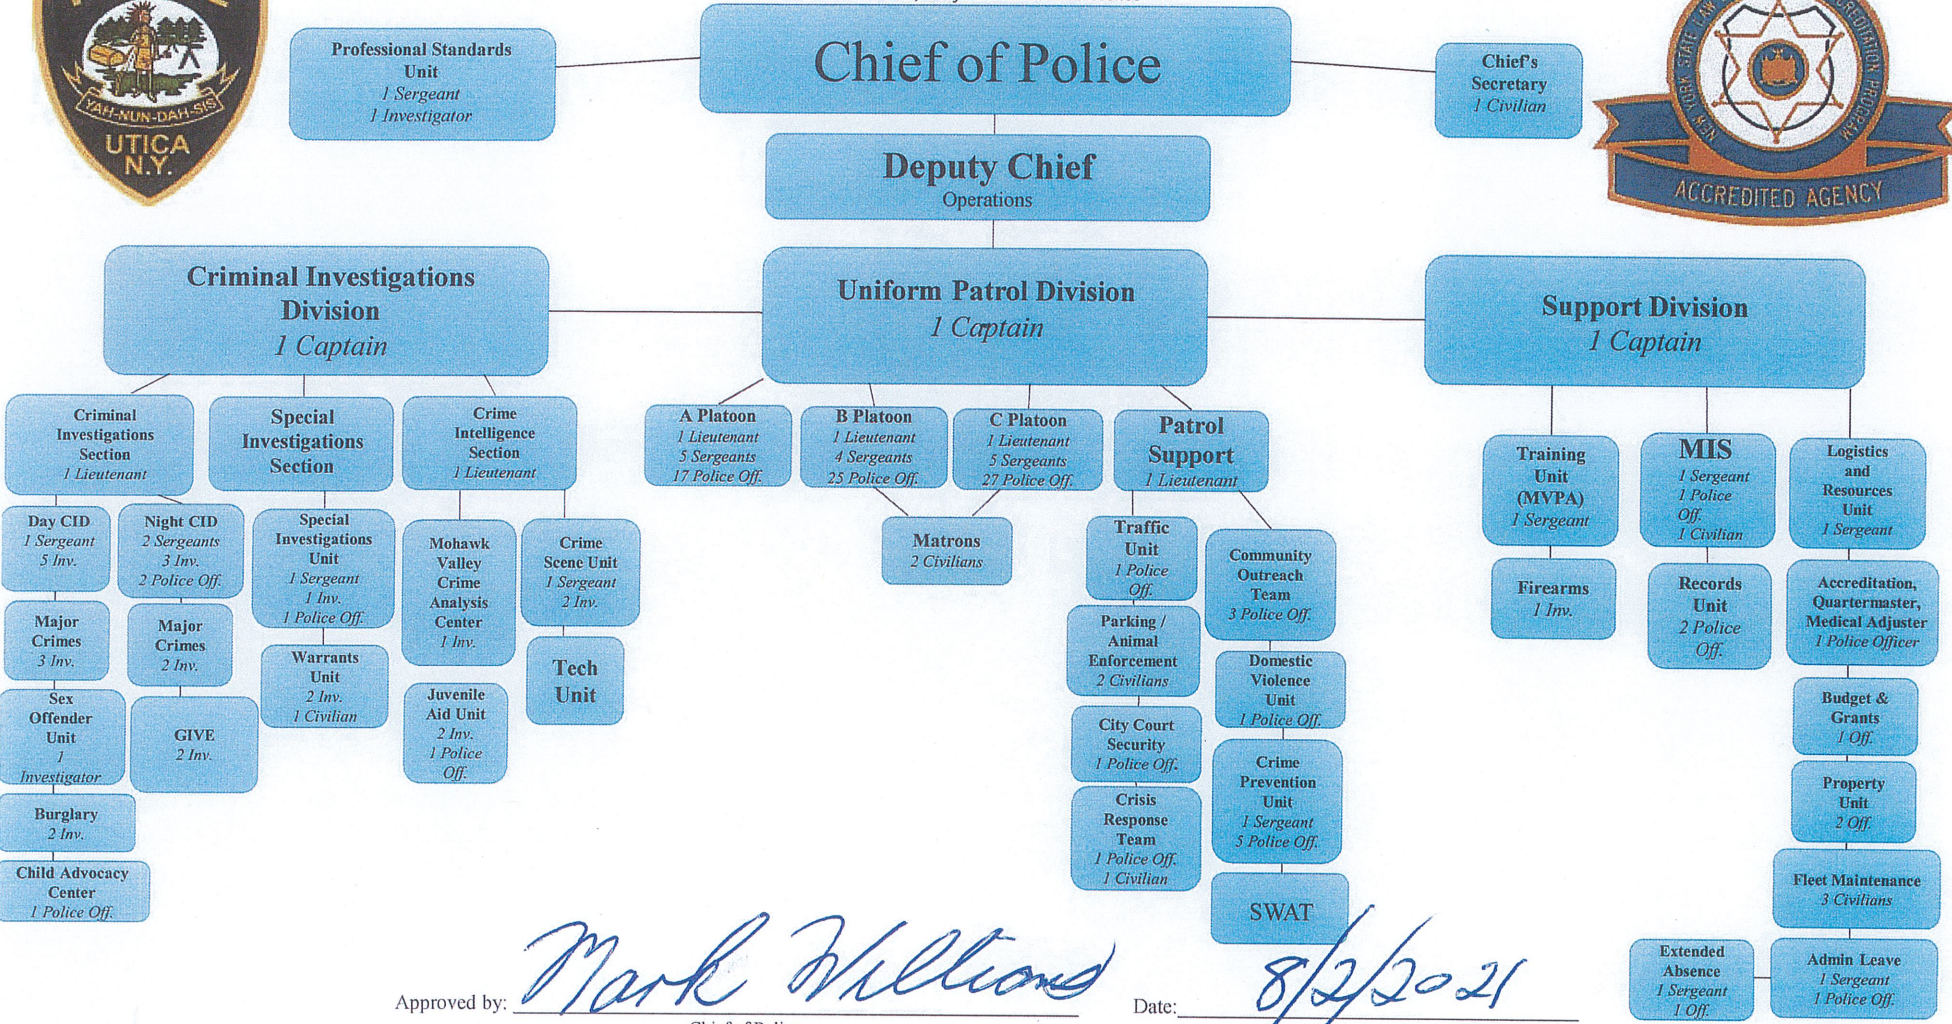 Chief of Police
Professional Standards
Unit
1 Sergeant
1 Investigator
Chief's
Secretary
1 Civilian
YAH-NUN-DAH-SIS
UTICA
N.Y.
NEW YORK STATE LAW
ACCREDITATION PROGRAM
ACCREDITED AGENCY
Deputy Chief
Operations
Criminal Investigations
Division
1 Captain
Uniform Patrol Division
1 Captain
Support Division
1 Captain
Criminal
Investigations
Section
1 Lieutenant
Special
Investigations
Section
Crime
Intelligence
Section
1 Lieutenant
A Platoon
1 Lieutenant
5 Sergeants
17 Police Off.
B Platoon
1 Lieutenant
4 Sergeants
25 Police Off.
C Platoon
1 Lieutenant
5 Sergeants
27 Police Off.
Patrol
Support
1 Lieutenant
Training
Unit
(MVPA)
1 Sergeant
MIS
1 Sergeant
1 Police
Off.
1 Civilian
Logistics
and
Resources
Unit
1 Sergeant
Day CID
1 Sergeant
5 Inv.
Night CID
2 Sergeants
3 Inv.
2 Police Off.
Special
Investigations
Unit
1 Sergeant
1 Inv.
1 Police Off.
Mohawk
Valley
Crime
Analysis
Center
1 Inv.
Crime
Scene Unit
1 Sergeant
2 Inv.
Matrons
2 Civilians
Traffic
Unit
1 Police
Off.
Community
Outreach
Team
3 Police Off.
Firearms
1 Inv.
Records
Unit
2 Police
Off.
Accreditation,
Quartermaster,
Medical Adjuster
1 Police Officer
Major
Crimes
3 Inv.
Major
Crimes
2 Inv.
Warrants
Unit
2 Inv.
1 Civilian
Juvenile
Aid Unit
2 Inv.
1 Police
Off.
Tech
Unit
Parking /
Animal
Enforcement
2 Civilians
Domestic
Violence
Unit
1 Police Off.
Budget &
Grants
1 Off.
Sex
Offender
Unit
1
Investigator
GIVE
2 Inv.
City Court
Security
1 Police Off.
Crime
Prevention
Unit
1 Sergeant
5 Police Off.
Property
Unit
2 Off.
Burglary
2 Inv.
Crisis
Response
Team
1 Police Off.
1 Civilian
SWAT
Fleet Maintenance
3 Civilians
Child Advocacy
Center
1 Police Off.
Extended
Absence
1 Sergeant
1 Off.
Admin Leave
1 Sergeant
1 Police Off.
Approved by: Mark Williams Date: 8/2/2021